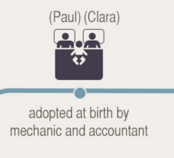 (Paul) (Clara)
adopted at birth by
mechanic and accountant